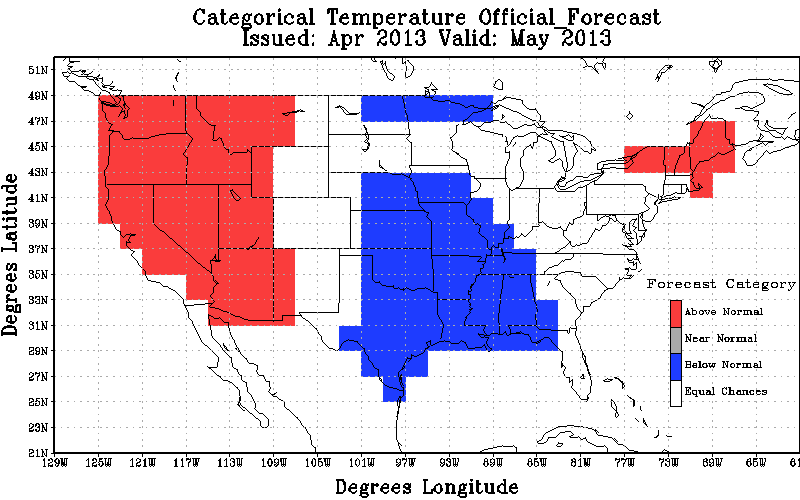 Categorical Temperature Official_Forecast
Issued: Apr 2013 Valid: May 2013
51N
49N
47N
45N
43N
41N
39N
37N
35N
33N
31N
29N
27N
25N
23N
21N
Degrees Latitude
Forecast Category
Above Normal
Near Normal
Below Normal
Equal Chances
129W 125W 121W 117W 113W 109W 105W 101W 97W 93W 89W 85W 81W 77W 73W 69W 65W 61
Degrees Longitude